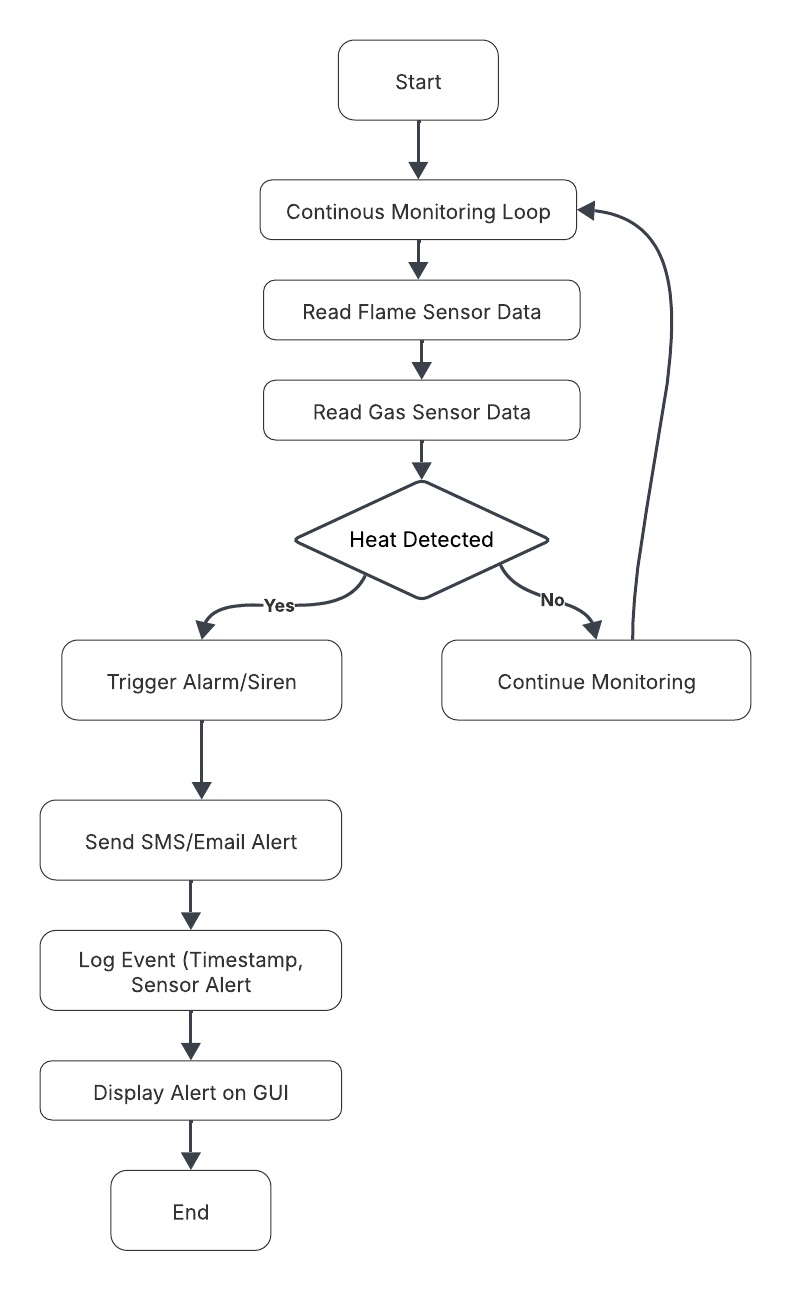 Start
Continous Monitoring Loop
Read Flame Sensor Data
Read Gas Sensor Data
Heat Detected
Yes
No
Trigger Alarm/Siren
Continue Monitoring
Send SMS/Email Alert
Log Event (Timestamp,
Sensor Alert
Display Alert on GUI
End